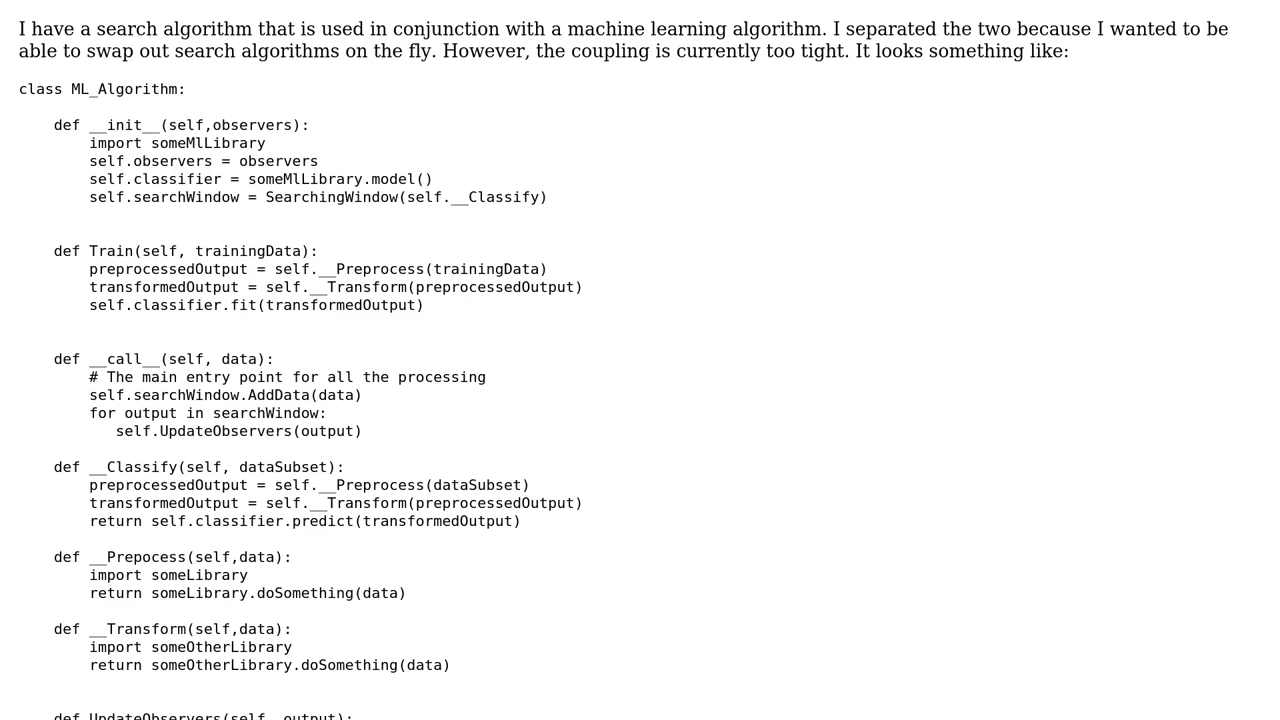 I have a search algorithm that is used in conjunction with a machine learning algorithm. I separated the two because I wanted to be
able to swap out search algorithms on the fly. However, the coupling is currently too tight. It looks something like:
class ML_Algorithm:
    def __init__(self,observers):
        import someMlLibrary
        self.observers = observers
        self.classifier = someMlLibrary.model()
        self.searchWindow = SearchingWindow(self.__Classify)
    def Train(self, trainingData):
        preprocessedOutput = self.__Preprocess(trainingData)
        transformedOutput = self.__Transform(preprocessedOutput)
        self.classifier.fit(transformedOutput)
    def __call__(self, data):
        # The main entry point for all the processing
        self.searchWindow.AddData(data)
        for output in searchWindow:
           self.UpdateObservers(output)
    def __Classify(self, dataSubset):
        preprocessedOutput = self.__Preprocess(dataSubset)
        transformedOutput = self.__Transform(preprocessedOutput)
        return self.classifier.predict(transformedOutput)
    def __Prepocess(self,data):
        import someLibrary
        return someLibrary.doSomething(data)
    def __Transform(self,data):
        import someOtherLibrary
        return someOtherLibrary.doSomething(data)
    def UpdateObservers(self, output):